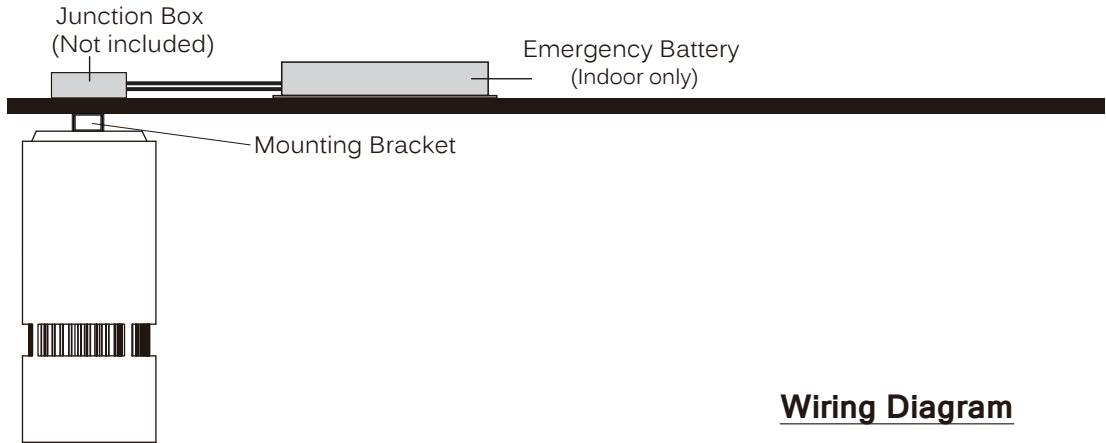 Junction Box
(Not included)
Emergency Battery
(Indoor only)
Mounting Bracket
Wiring Diagram